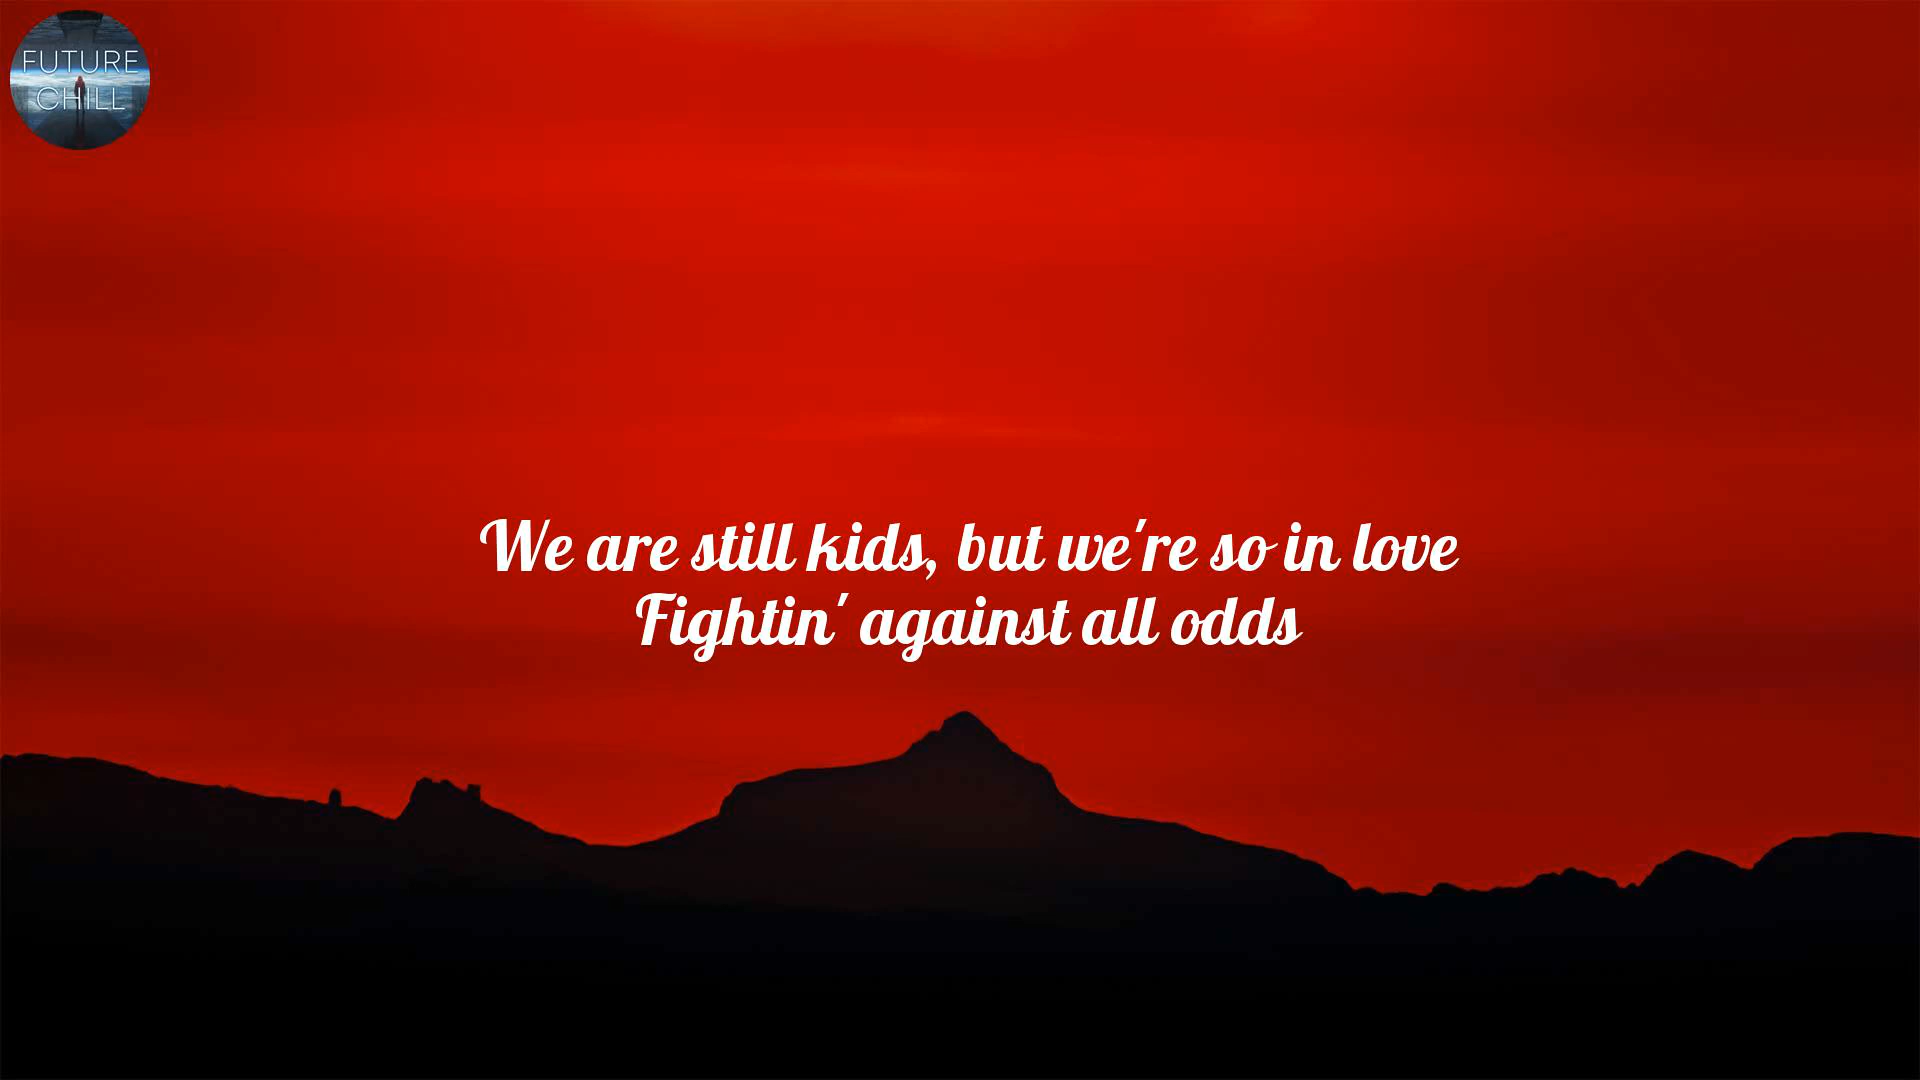 FUTURE
CHILL
We are still kids, but we're so in love
Fightin' against all odds